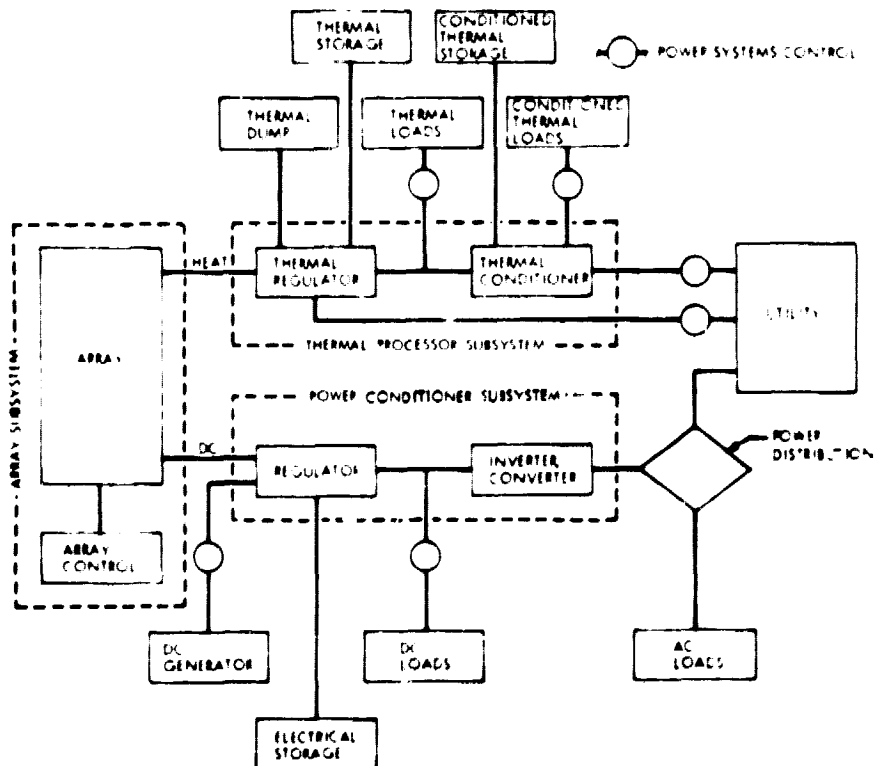 THERMAL
STORAGE
CONDITIONED
THERMAL
STORAGE
POWER SYSTEMS CONTROL
THERMAL
DUMP
THERMAL
LOADS
CONDITIONED
THERMAL
LOADS
HEAT
THERMAL
REGULATOR
THERMAL
CONDITIONER
UTILITY
THERMAL PROCESSOR SUBSYSTEM
ARRAY
ARRAY SUBSYSTEM
POWER CONDITIONER SUBSYSTEM
DC
REGULATOR
INVERTER,
CONVERTER
POWER
DISTRIBUTION
ARRAY
CONTROL
DC
GENERATOR
DC
LOADS
AC
LOADS
ELECTRICAL
STORAGE